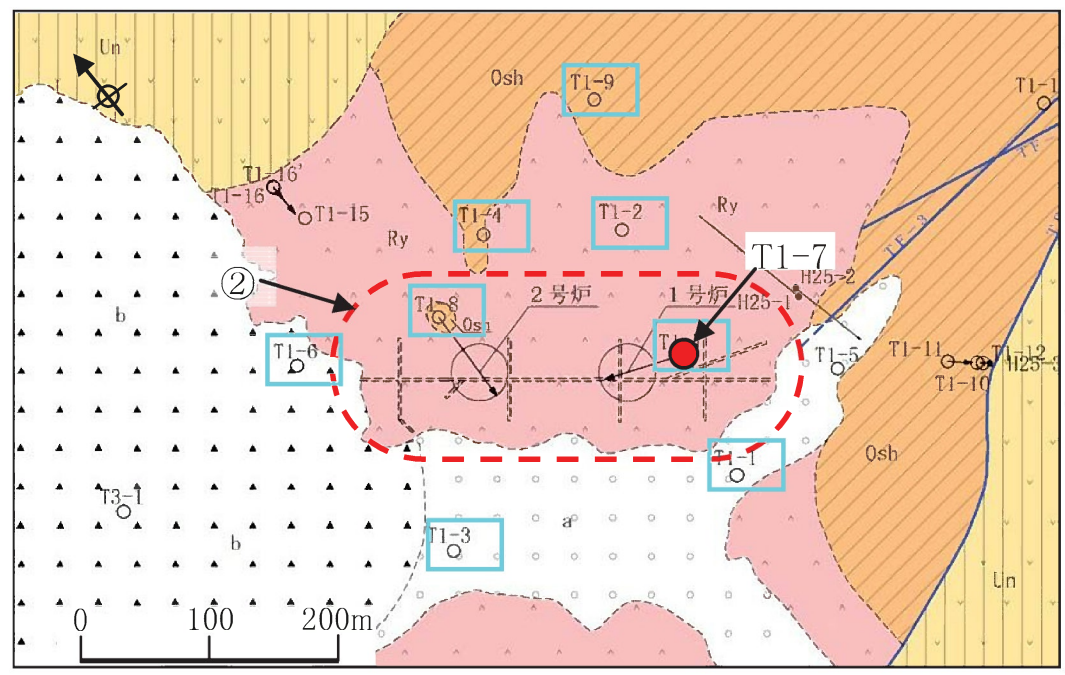 Un
Osh
T1-9
T1-1
TF-
T1-16'
T1-16
T1-15
T1-4
T1-2
Ry
Ry
TF-3
T1-7
②
T1-8
Osh
2号炉
1号炉
H25-2
H25-1
b
T1-6
T1-5
T1-11
T1-12
T1-10
H25-3
T1-1
Osh
T3-1
b
a
T1-3
Un
0
100
200m